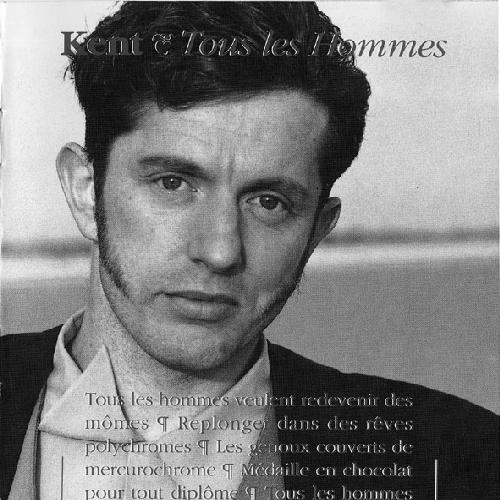 Kent & Tous les Hommes
Tous les hommes veulent redevenir des
mômes ¶ Replonger dans des rêves
polychromes ¶ Les genoux couverts de
mercurochrome ¶ Médaille en chocolat
pour tout diplôme ¶ Tous les hommes